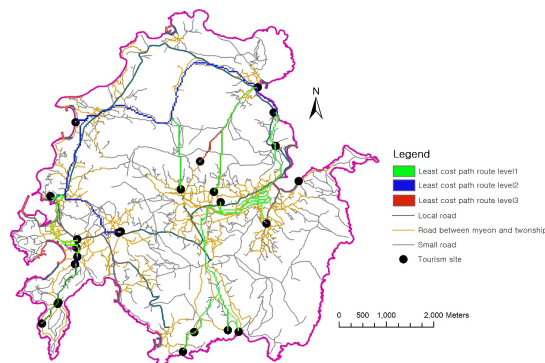 N
Legend
Least cost path route level1
Least cost path route level2
Least cost path route level3
Local road
Road between myeon and twonship
Small road
Tourism site
0 500 1,000 2,000 Meters